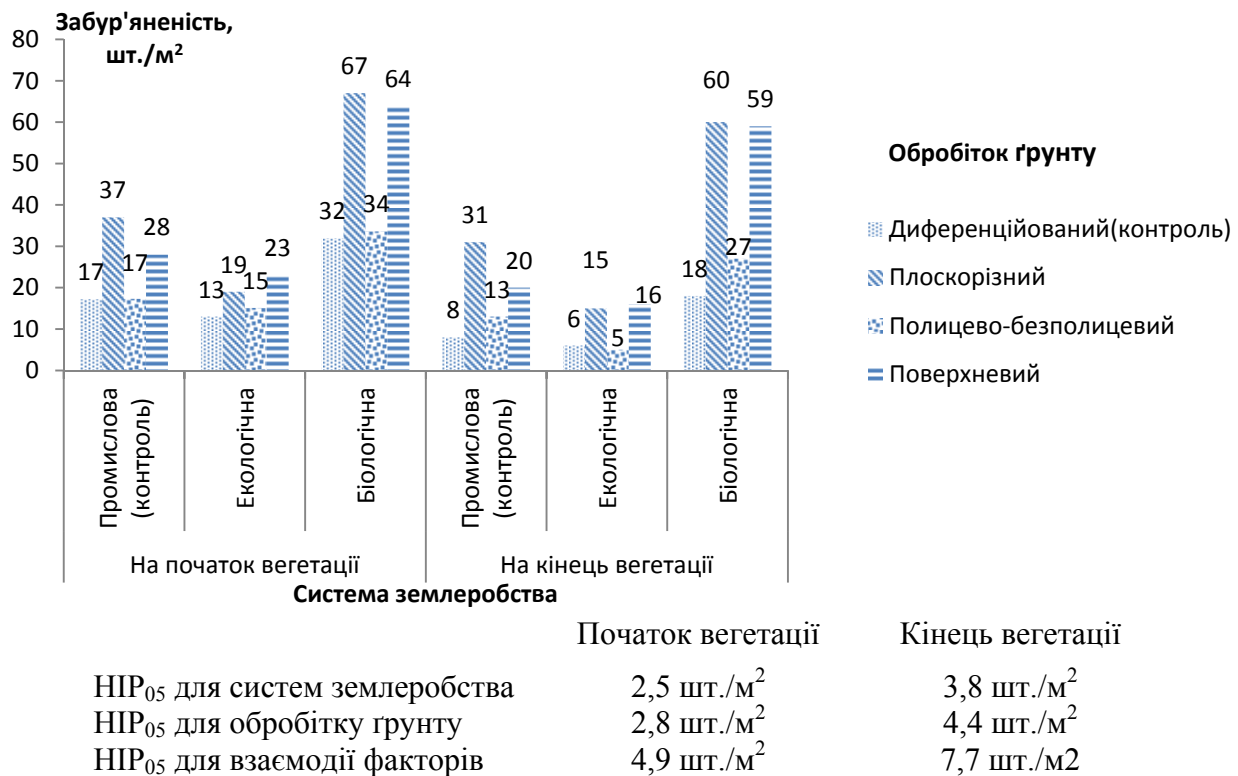 Забур'яненість,
шт./м²
80
70
60
50
40
30
20
10
0
17 37 17 28 13 19 15 23 32 67 34 64 8 31 13 20 6 15 5 16 18 60 27 59
Обробіток ґрунту
Диференційований(контроль)
Плоскорізний
Полицево-безполицевий
Поверхневий
Промислова
(контроль)
Екологічна
Біологічна
Промислова
(контроль)
Екологічна
Біологічна
На початок вегетації На кінець вегетації
Система землеробства
Початок вегетації Кінець вегетації
НІР₀₅ для систем землеробства 2,5 шт./м² 3,8 шт./м²
НІР₀₅ для обробітку ґрунту 2,8 шт./м² 4,4 шт./м²
НІР₀₅ для взаємодії факторів 4,9 шт./м² 7,7 шт./м2